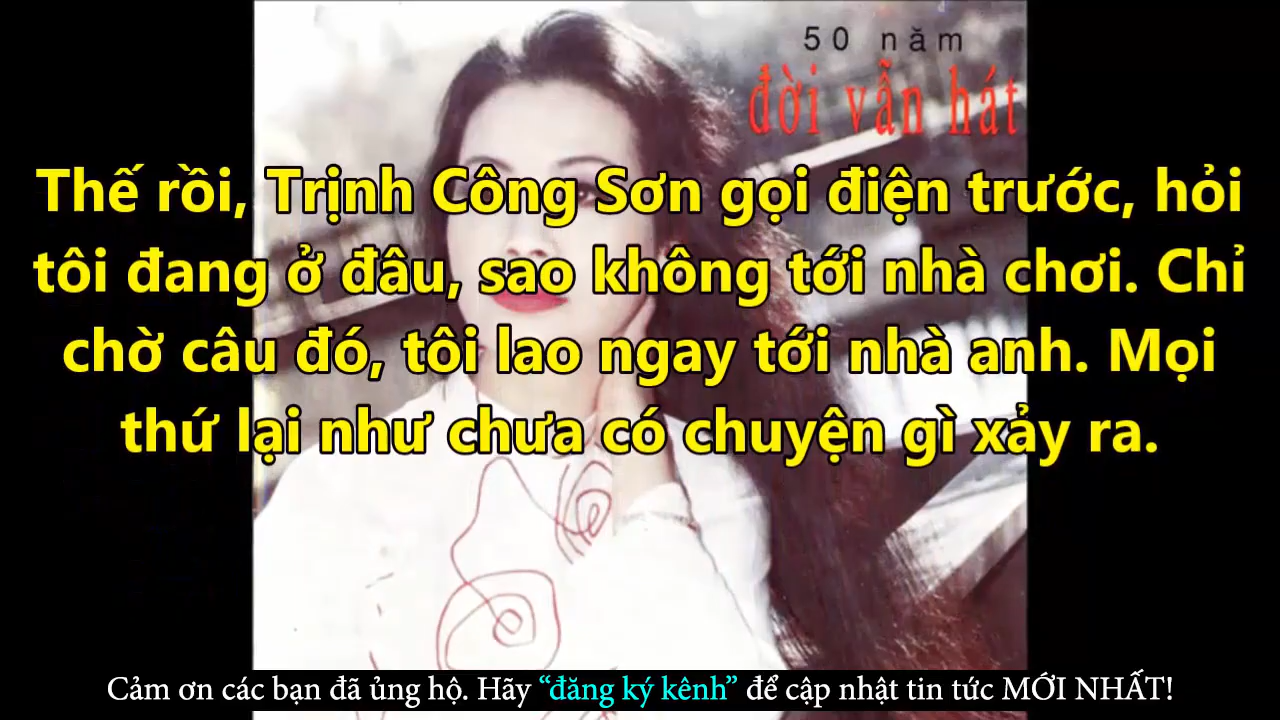 50 năm
đời vẫn hát
Thế rồi, Trịnh Công Sơn gọi điện trước, hỏi
tôi đang ở đâu, sao không tới nhà chơi. Chỉ
chờ câu đó, tôi lao ngay tới nhà anh. Mọi
thứ lại như chưa có chuyện gì xảy ra.
Cảm ơn các bạn đã ủng hộ. Hãy “đăng ký kênh” để cập nhật tin tức MỚI NHẤT!